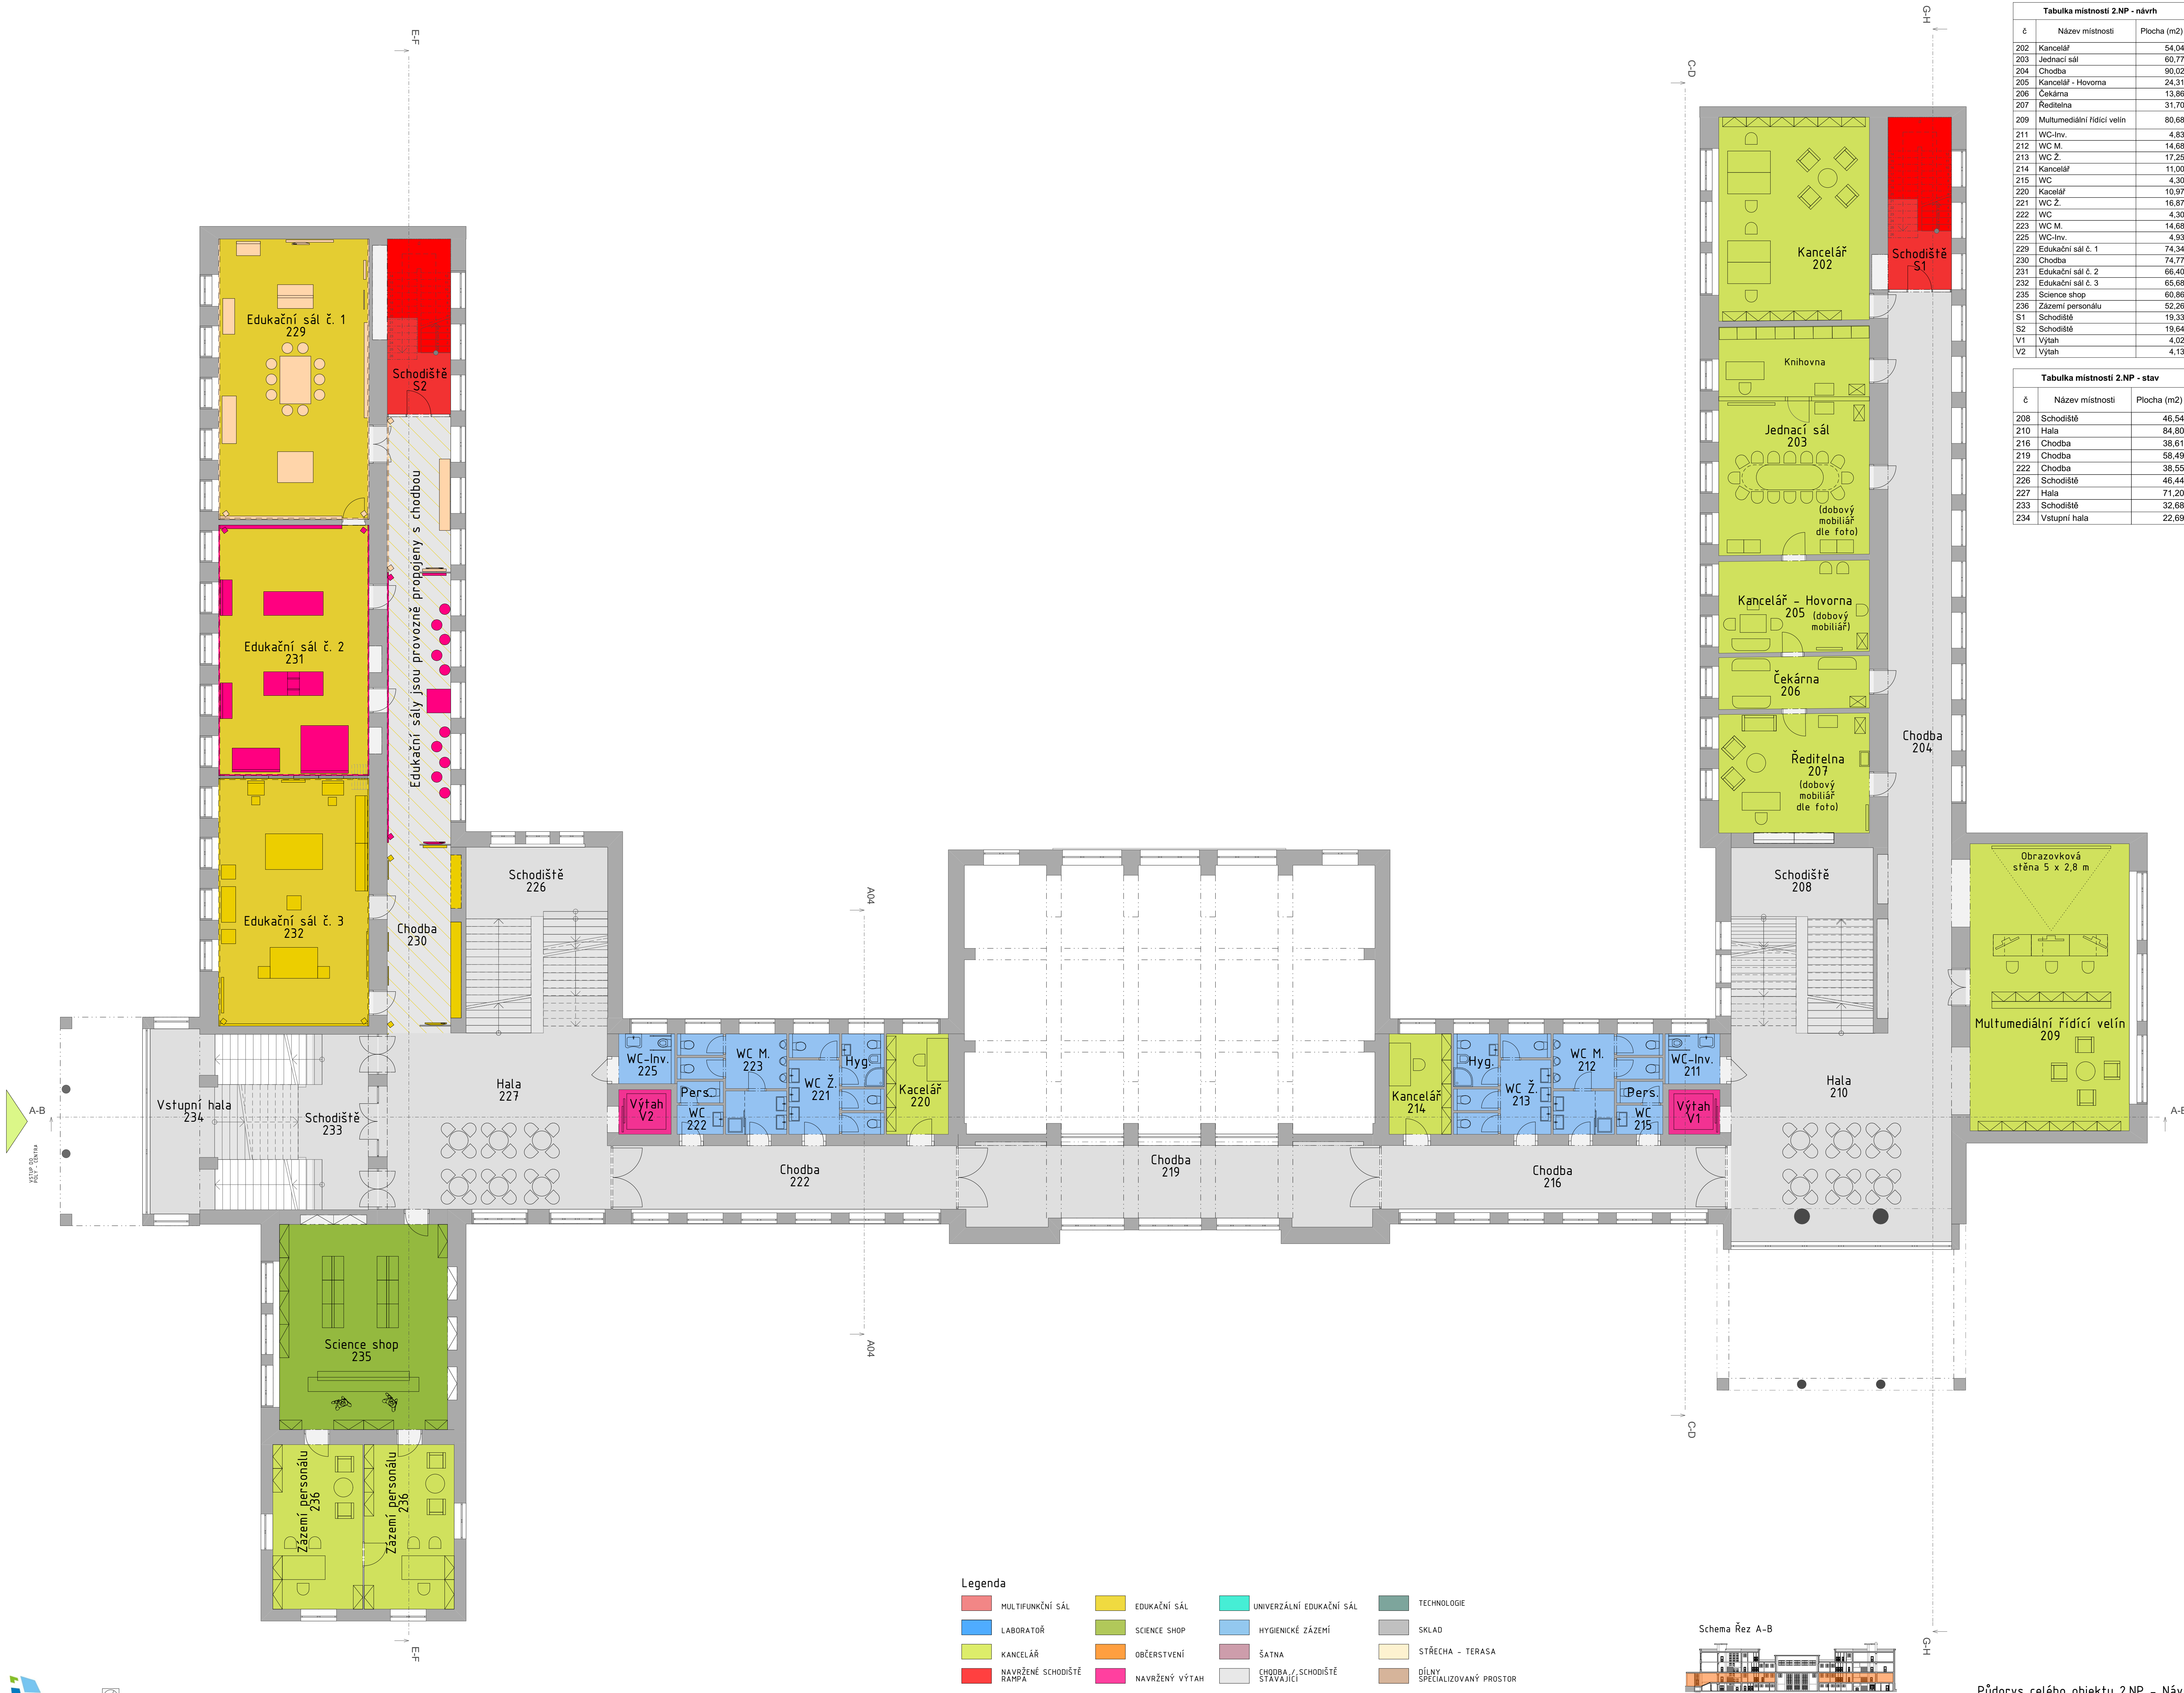 Tabulka místností 2.NP - návrh
č Název místnosti Plocha (m2)
202 Kancelář 54,04
203 Jednací sál 60,77
204 Chodba 90,02
205 Kancelář - Hovorna 24,31
206 Čekárna 13,86
207 Ředitelna 31,70
209 Multumediální řídící velín 80,68
211 WC-Inv. 4,83
212 WC M. 14,68
213 WC Ž. 17,25
214 Kancelář 11,00
215 WC 4,30
220 Kacelář 10,97
221 WC Ž. 16,87
222 WC 4,30
223 WC M. 14,68
225 WC-Inv. 4,93
229 Edukační sál č. 1 74,34
230 Chodba 74,77
231 Edukační sál č. 2 66,40
232 Edukační sál č. 3 65,68
235 Science shop 60,86
236 Zázemí personálu 52,26
S1 Schodiště 19,33
S2 Schodiště 19,64
V1 Výtah 4,02
V2 Výtah 4,13
Tabulka místností 2.NP - stav
č Název místnosti Plocha (m2)
208 Schodiště 46,54
210 Hala 84,80
216 Chodba 38,61
219 Chodba 58,49
222 Chodba 38,55
226 Schodiště 46,44
227 Hala 71,20
233 Schodiště 32,68
234 Vstupní hala 22,69
E-F
C-D
G-H
Edukační sál č. 1
229
Schodiště
S2
Edukační sály jsou provozně propojeny s chodbou
Edukační sál č. 2
231
Edukační sál č. 3
232
Chodba
230
Schodiště
226
A04
Kancelář
202
Schodiště
S1
Knihovna
Jednací sál
203
(dobový
mobiliář
dle foto)
Kancelář - Hovorna
205
(dobový
mobiliář)
Čekárna
206
Ředitelna
207
(dobový
mobiliář
dle foto)
Chodba
204
Schodiště
208
Obrazovková
stěna 5 x 2,8 m
Multumediální řídící velín
209
A-B
VSTUP DO
POLY - CENTRA
Vstupní hala
234
Schodiště
233
Hala
227
WC-Inv.
225
Výtah
V2
Pers.
WC
222
WC M.
223
WC Ž.
221
Hyg.
Kacelář
220
Kancelář
214
Hyg.
WC Ž.
213
WC M.
212
Pers.
WC
215
WC-Inv.
211
Výtah
V1
Hala
210
A-B
Chodba
222
Chodba
219
Chodba
216
Science shop
235
A04
C-D
Zázemí personálu
236
Zázemí personálu
236
E-F
G-H
Legenda
MULTIFUNKČNÍ SÁL
LABORATOŘ
KANCELÁŘ
NAVRŽENÉ SCHODIŠTĚ
RAMPA
EDUKAČNÍ SÁL
SCIENCE SHOP
OBČERSTVENÍ
NAVRŽENÝ VÝTAH
UNIVERZÁLNÍ EDUKAČNÍ SÁL
HYGIENICKÉ ZÁZEMÍ
ŠATNA
CHODBA / SCHODIŠTĚ
STÁVAJÍCÍ
TECHNOLOGIE
SKLAD
STŘECHA - TERASA
DÍLNY
SPECIALIZOVANÝ PROSTOR
Schema Řez A-B
Půdorys celého objektu 2.NP - Náv